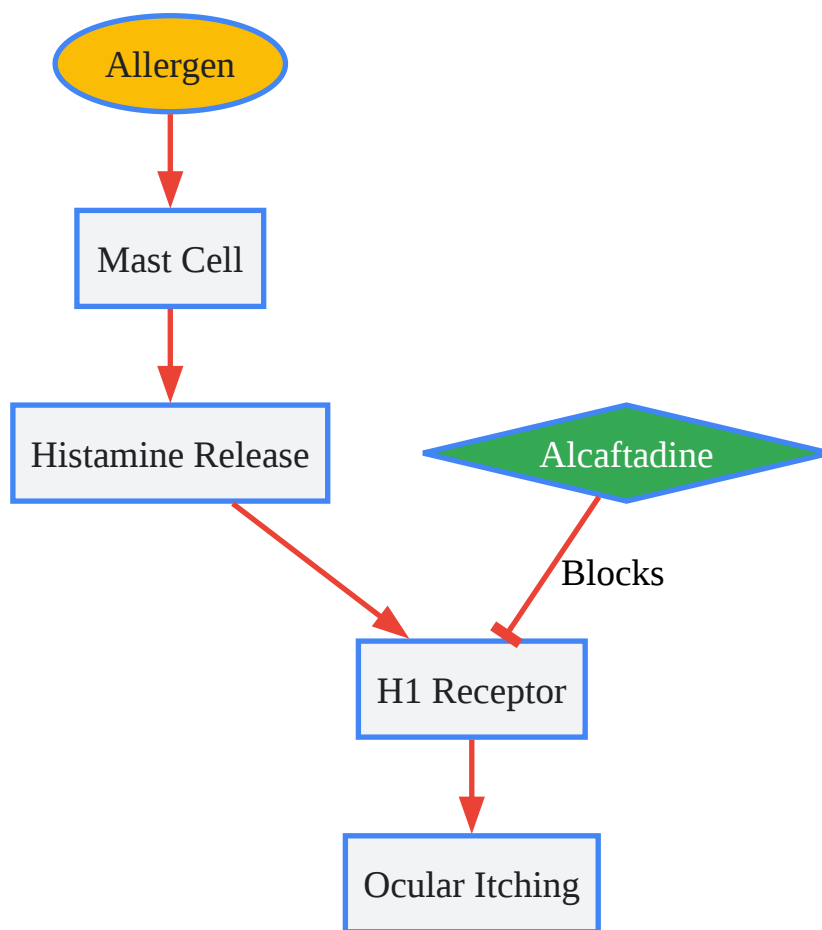 Allergen
Mast Cell
Histamine Release
Alcaftadine
Blocks
H1 Receptor
Ocular Itching